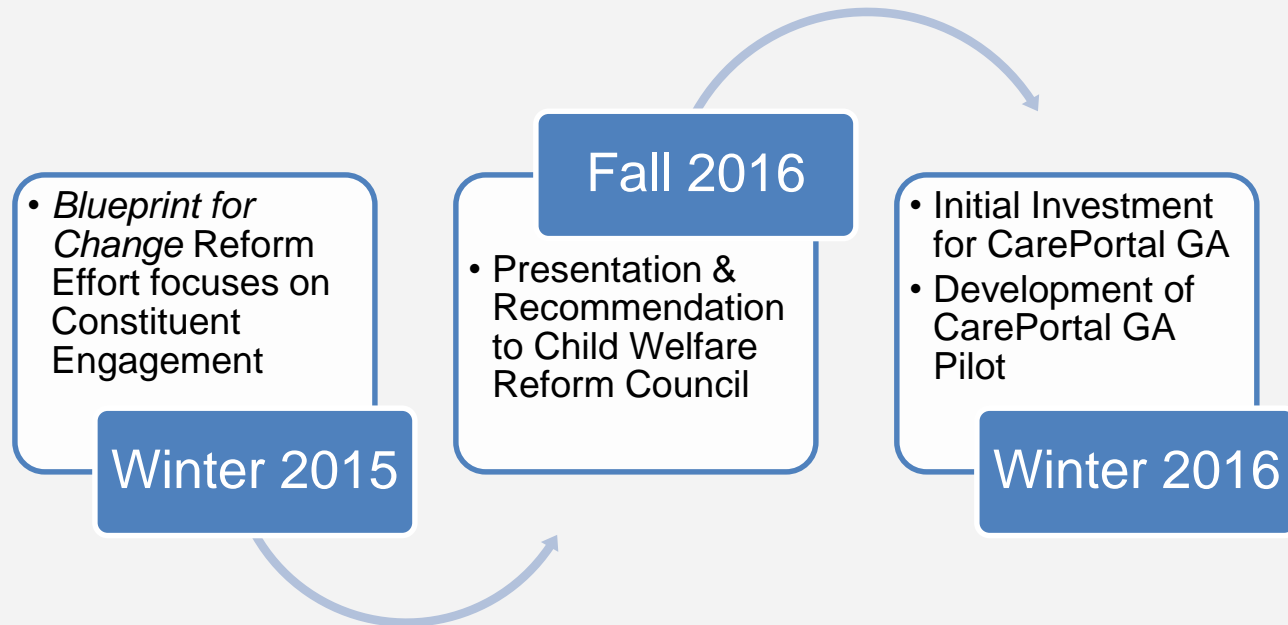 • Blueprint for
Change Reform
Effort focuses on
Constituent
Engagement
Winter 2015
Fall 2016
• Presentation &
Recommendation
to Child Welfare
Reform Council
• Initial Investment
for CarePortal GA
• Development of
CarePortal GA
Pilot
Winter 2016